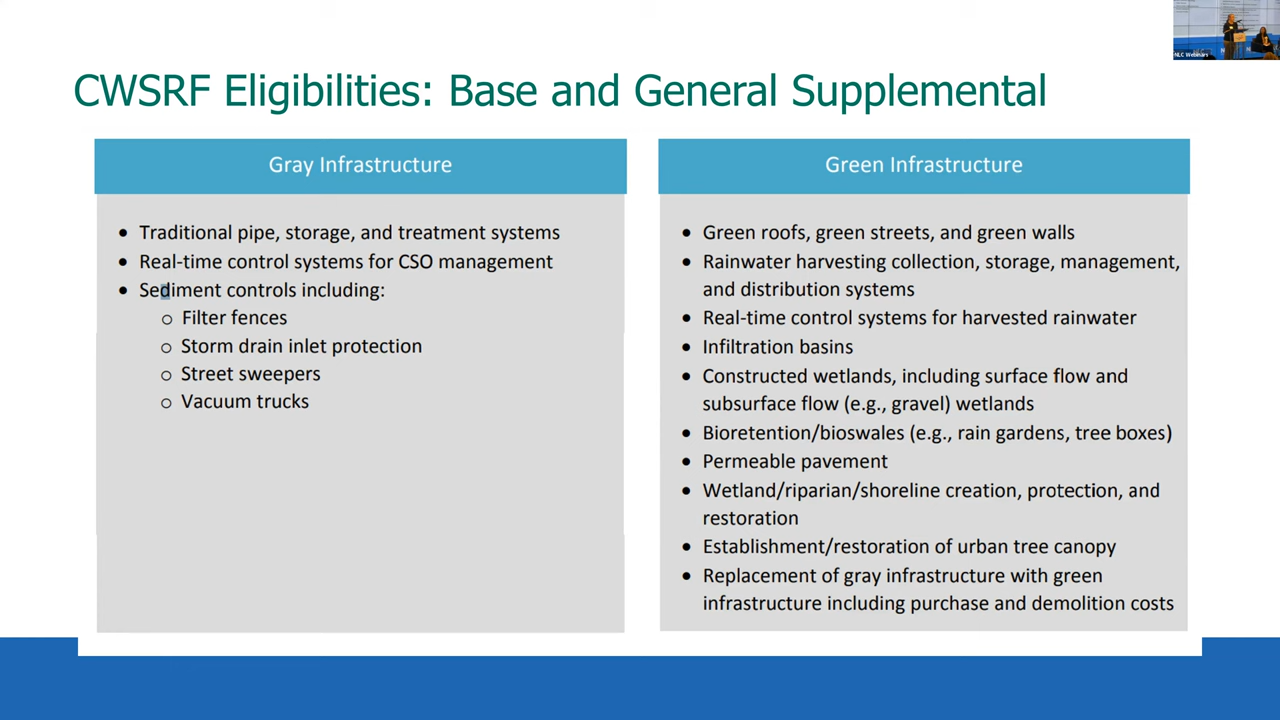 NLC Webinars
CWSRF Eligibilities: Base and General Supplemental
Gray Infrastructure
• Traditional pipe, storage, and treatment systems
• Real-time control systems for CSO management
• Sediment controls including:
o Filter fences
o Storm drain inlet protection
o Street sweepers
o Vacuum trucks
Green Infrastructure
• Green roofs, green streets, and green walls
• Rainwater harvesting collection, storage, management,
and distribution systems
• Real-time control systems for harvested rainwater
• Infiltration basins
• Constructed wetlands, including surface flow and
subsurface flow (e.g., gravel) wetlands
• Bioretention/bioswales (e.g., rain gardens, tree boxes)
• Permeable pavement
• Wetland/riparian/shoreline creation, protection, and
restoration
• Establishment/restoration of urban tree canopy
• Replacement of gray infrastructure with green
infrastructure including purchase and demolition costs